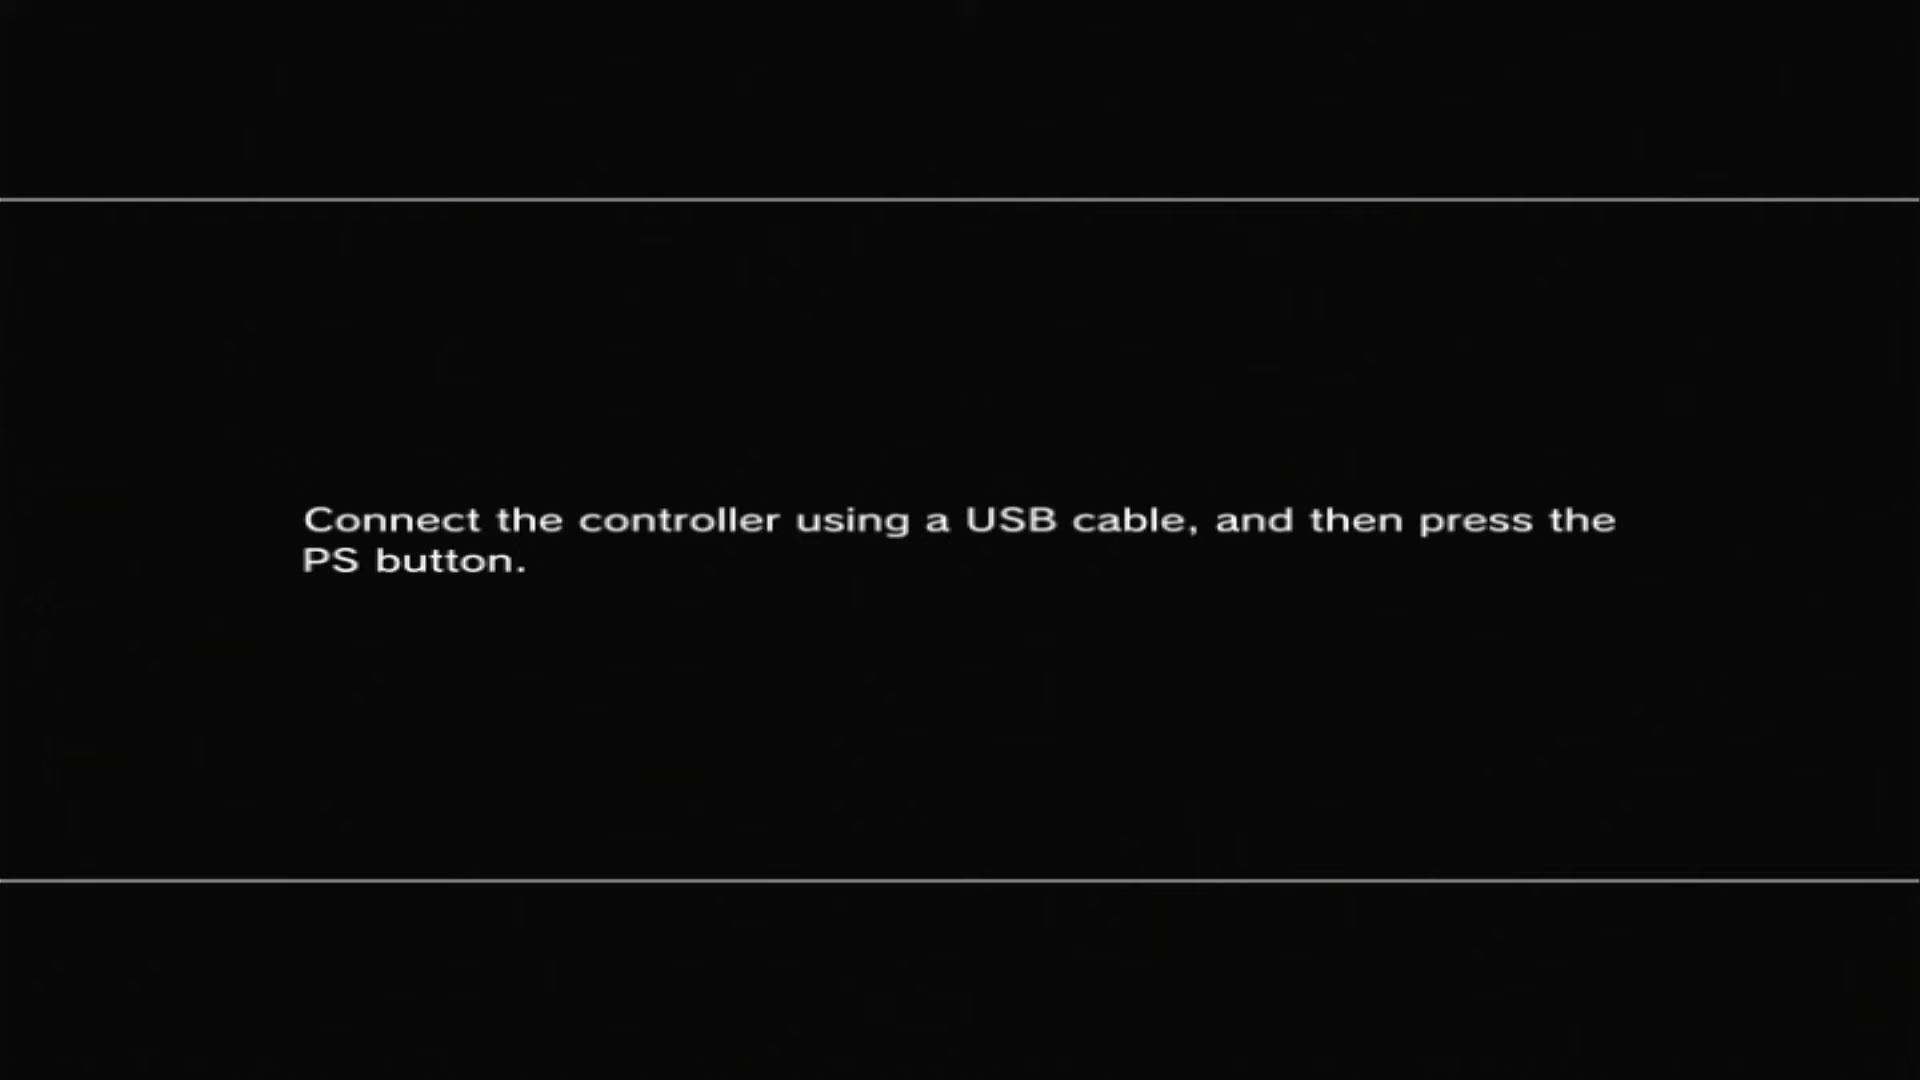 Connect the controller using a USB cable, and then press the
PS button.